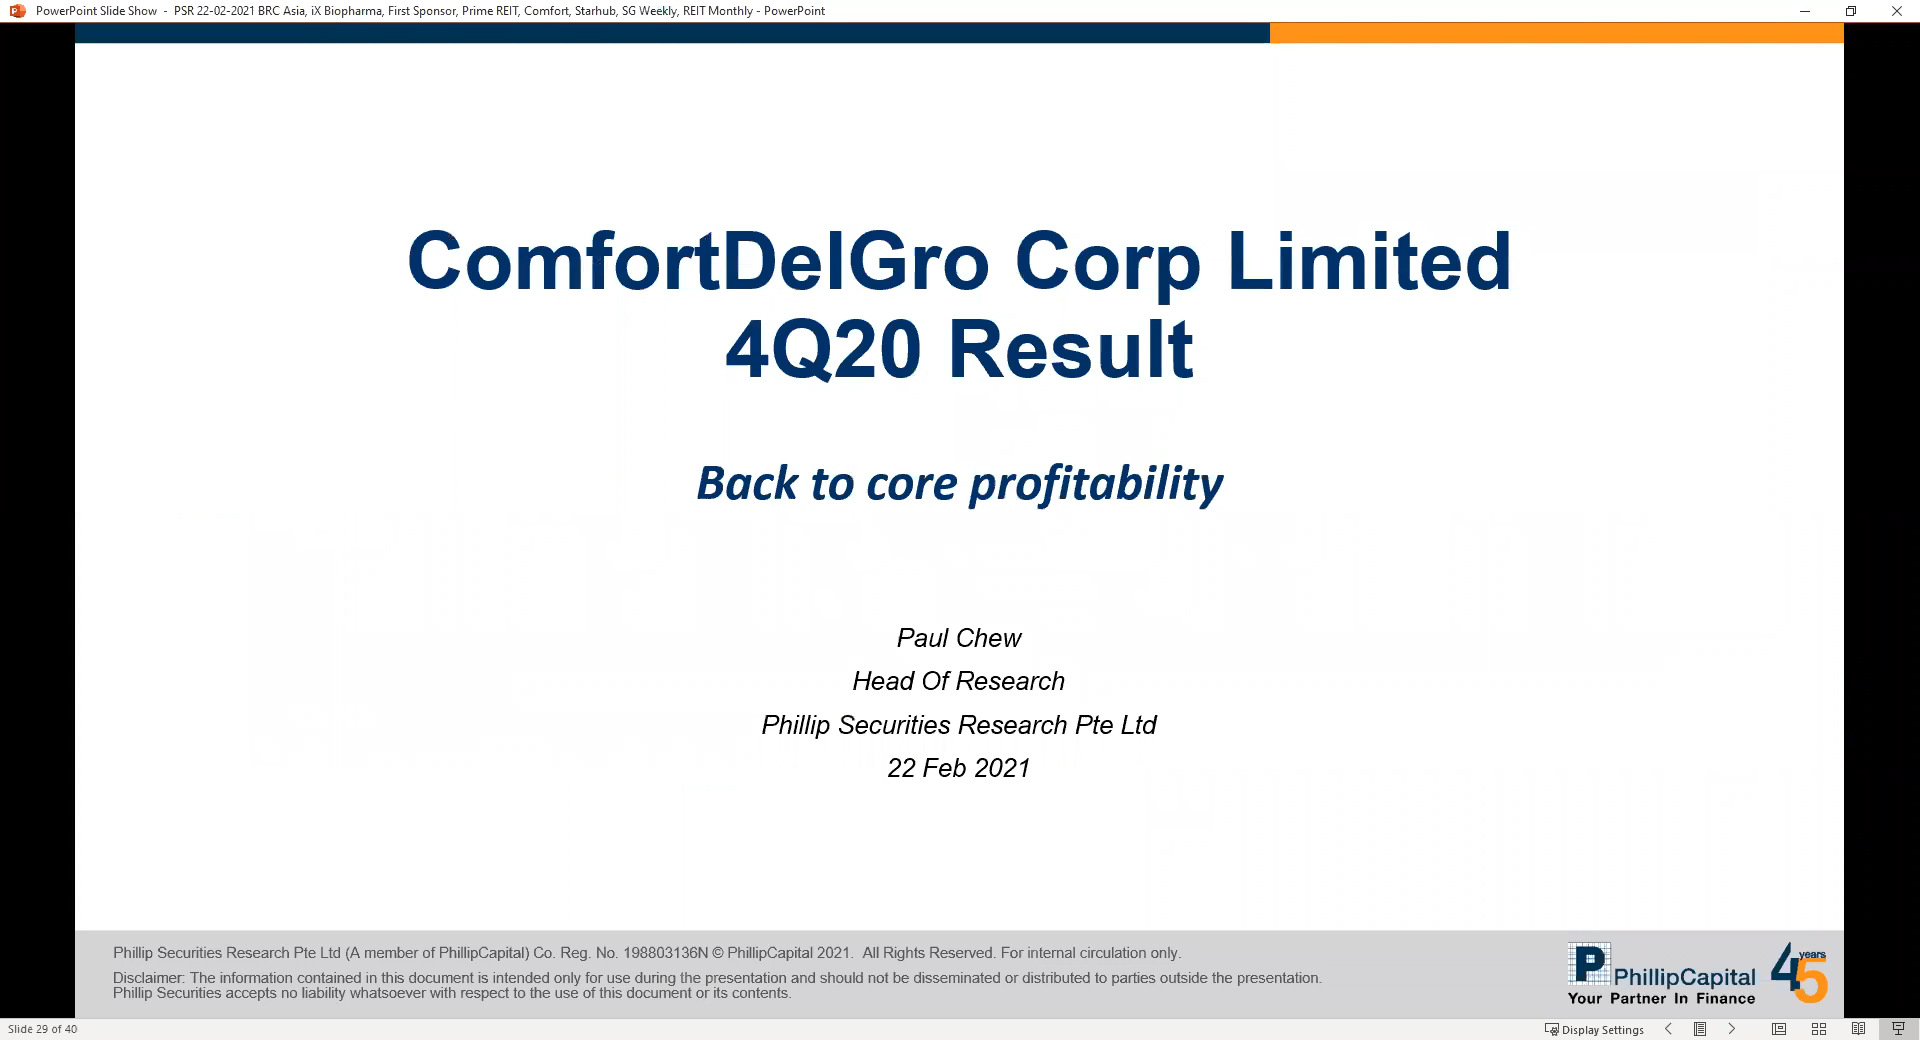 PowerPoint Slide Show - PSR 22-02-2021 BRC Asia, iX Biopharma, First Sponsor, Prime REIT, Comfort, Starhub, SG Weekly, REIT Monthly - PowerPoint
ComfortDelGro Corp Limited
4Q20 Result
Back to core profitability
Paul Chew
Head Of Research
Phillip Securities Research Pte Ltd
22 Feb 2021
Phillip Securities Research Pte Ltd (A member of PhillipCapital) Co. Reg. No. 198803136N © PhillipCapital 2021. All Rights Reserved. For internal circulation only.
Disclaimer: The information contained in this document is intended only for use during the presentation and should not be disseminated or distributed to parties outside the presentation.
Phillip Securities accepts no liability whatsoever with respect to the use of this document or its contents.
P PhillipCapital
Your Partner In Finance
45 years
Slide 29 of 40
Display Settings